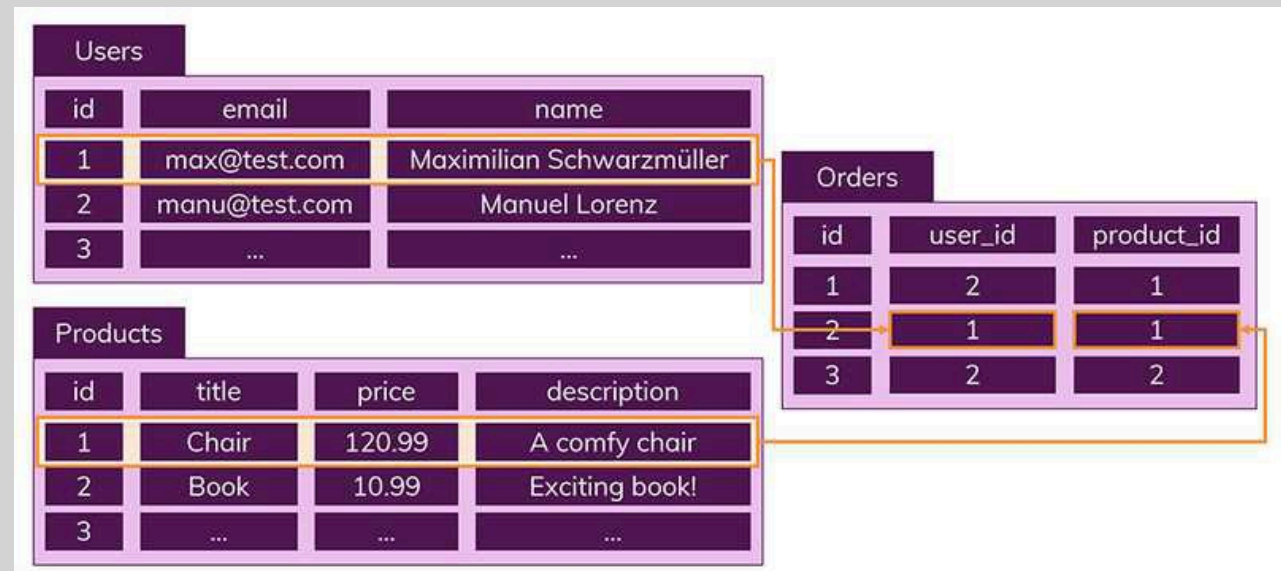 Users
id email name
1 max@test.com Maximilian Schwarzmüller
2 manu@test.com Manuel Lorenz
3 ... ...
Orders
id user_id product_id
1 2 1
2 1 1
3 2 2
Products
id title price description
1 Chair 120.99 A comfy chair
2 Book 10.99 Exciting book!
3 ... ... ...